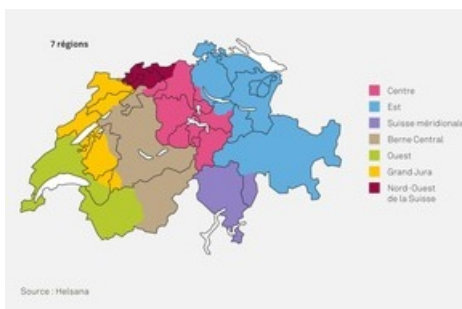 7 régions
Centre
Est
Suisse méridionale
Berne Central
Ouest
Grand Jura
Nord-Ouest
de la Suisse
Source : Helsana